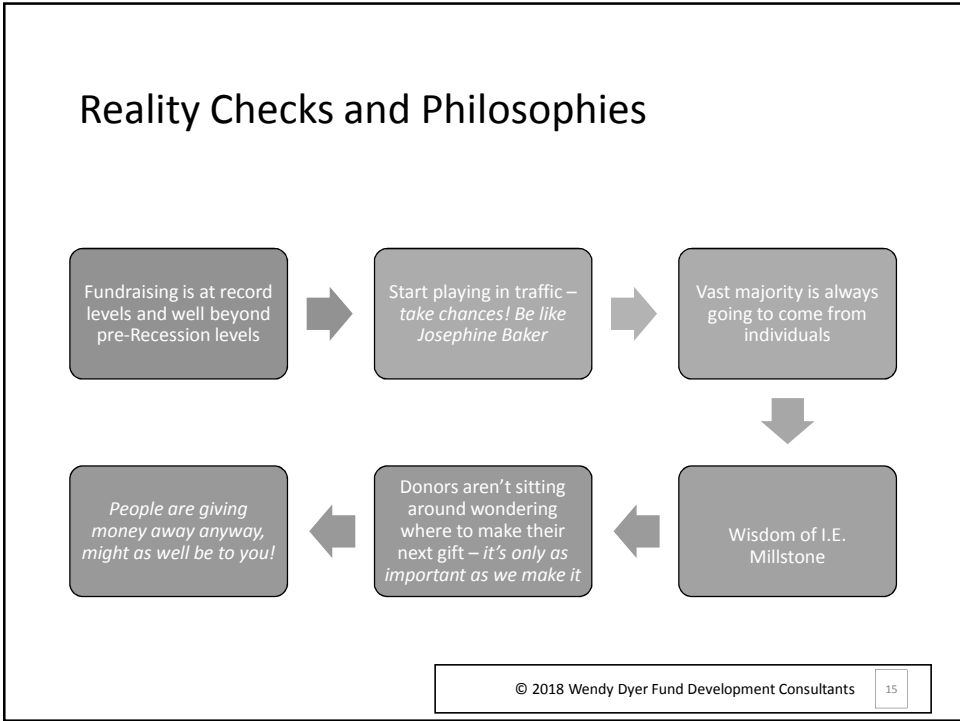 Reality Checks and Philosophies
Fundraising is at record
levels and well beyond
pre-Recession levels
Start playing in traffic –
take chances! Be like
Josephine Baker
Vast majority is always
going to come from
individuals
Wisdom of I.E.
Millstone
Donors aren’t sitting
around wondering
where to make their
next gift – it’s only as
important as we make it
People are giving
money away anyway,
might as well be to you!
© 2018 Wendy Dyer Fund Development Consultants
15